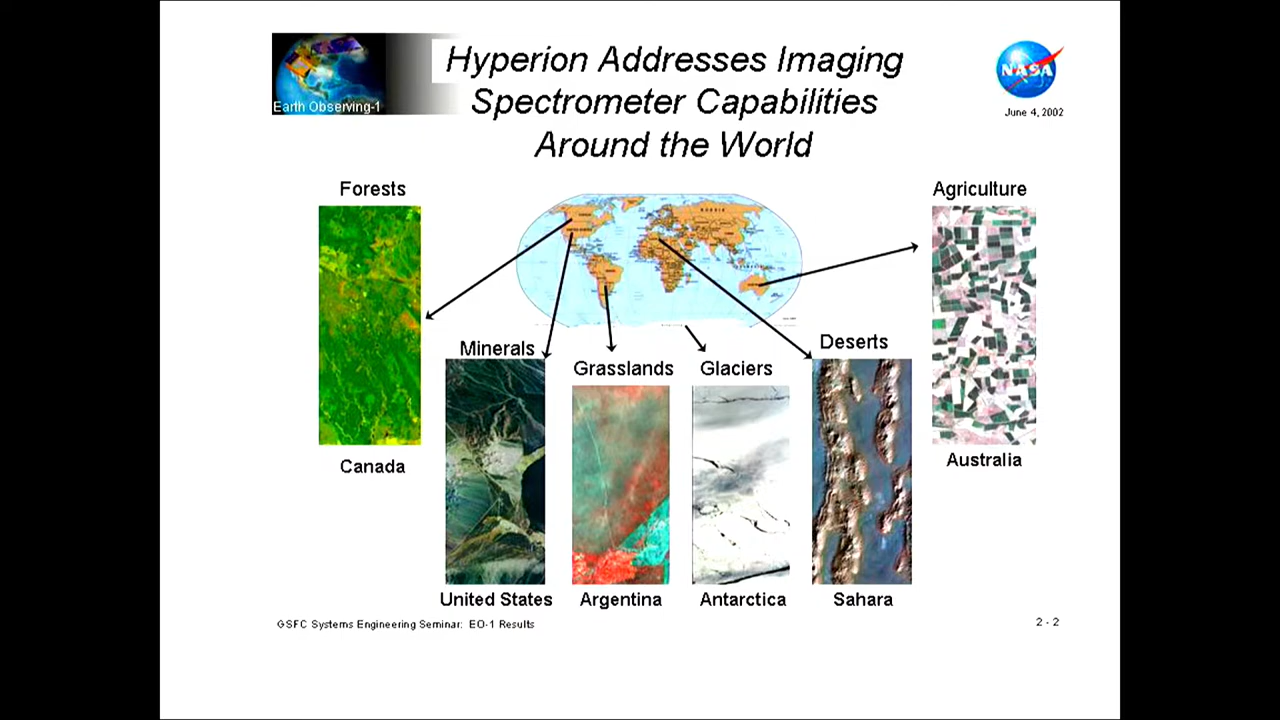 Hyperion Addresses Imaging
Spectrometer Capabilities
Around the World
Earth Observing-1
NASA
June 4, 2002
Forests
Agriculture
RUSSIA
Minerals
Grasslands
Glaciers
Deserts
Canada
Australia
United States
Argentina
Antarctica
Sahara
GSFC Systems Engineering Seminar: EO-1 Results
2 - 2